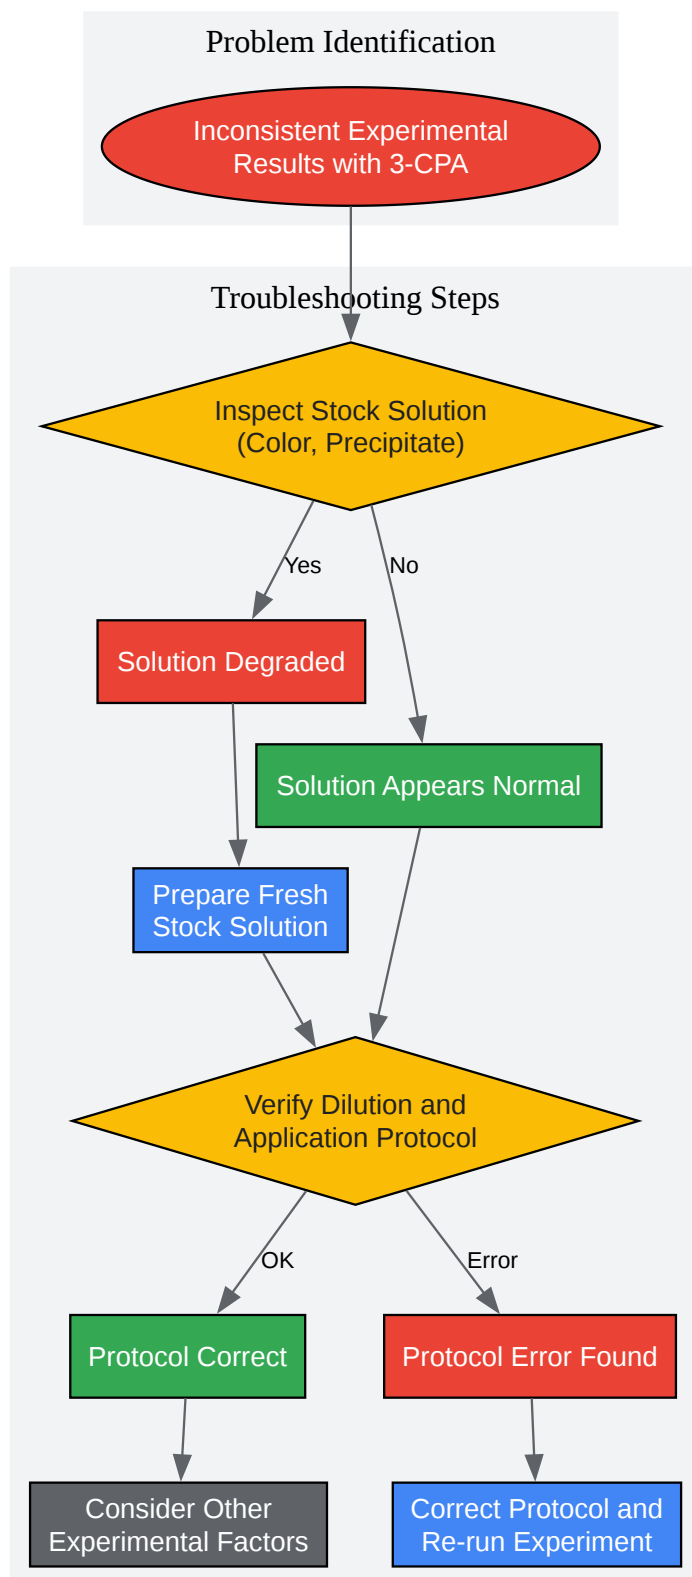 Problem Identification
Inconsistent Experimental
Results with 3-CPA
Troubleshooting Steps
Inspect Stock Solution
(Color, Precipitate)
Yes
No
Solution Degraded
Solution Appears Normal
Prepare Fresh
Stock Solution
Verify Dilution and
Application Protocol
OK
Error
Protocol Correct
Protocol Error Found
Consider Other
Experimental Factors
Correct Protocol and
Re-run Experiment